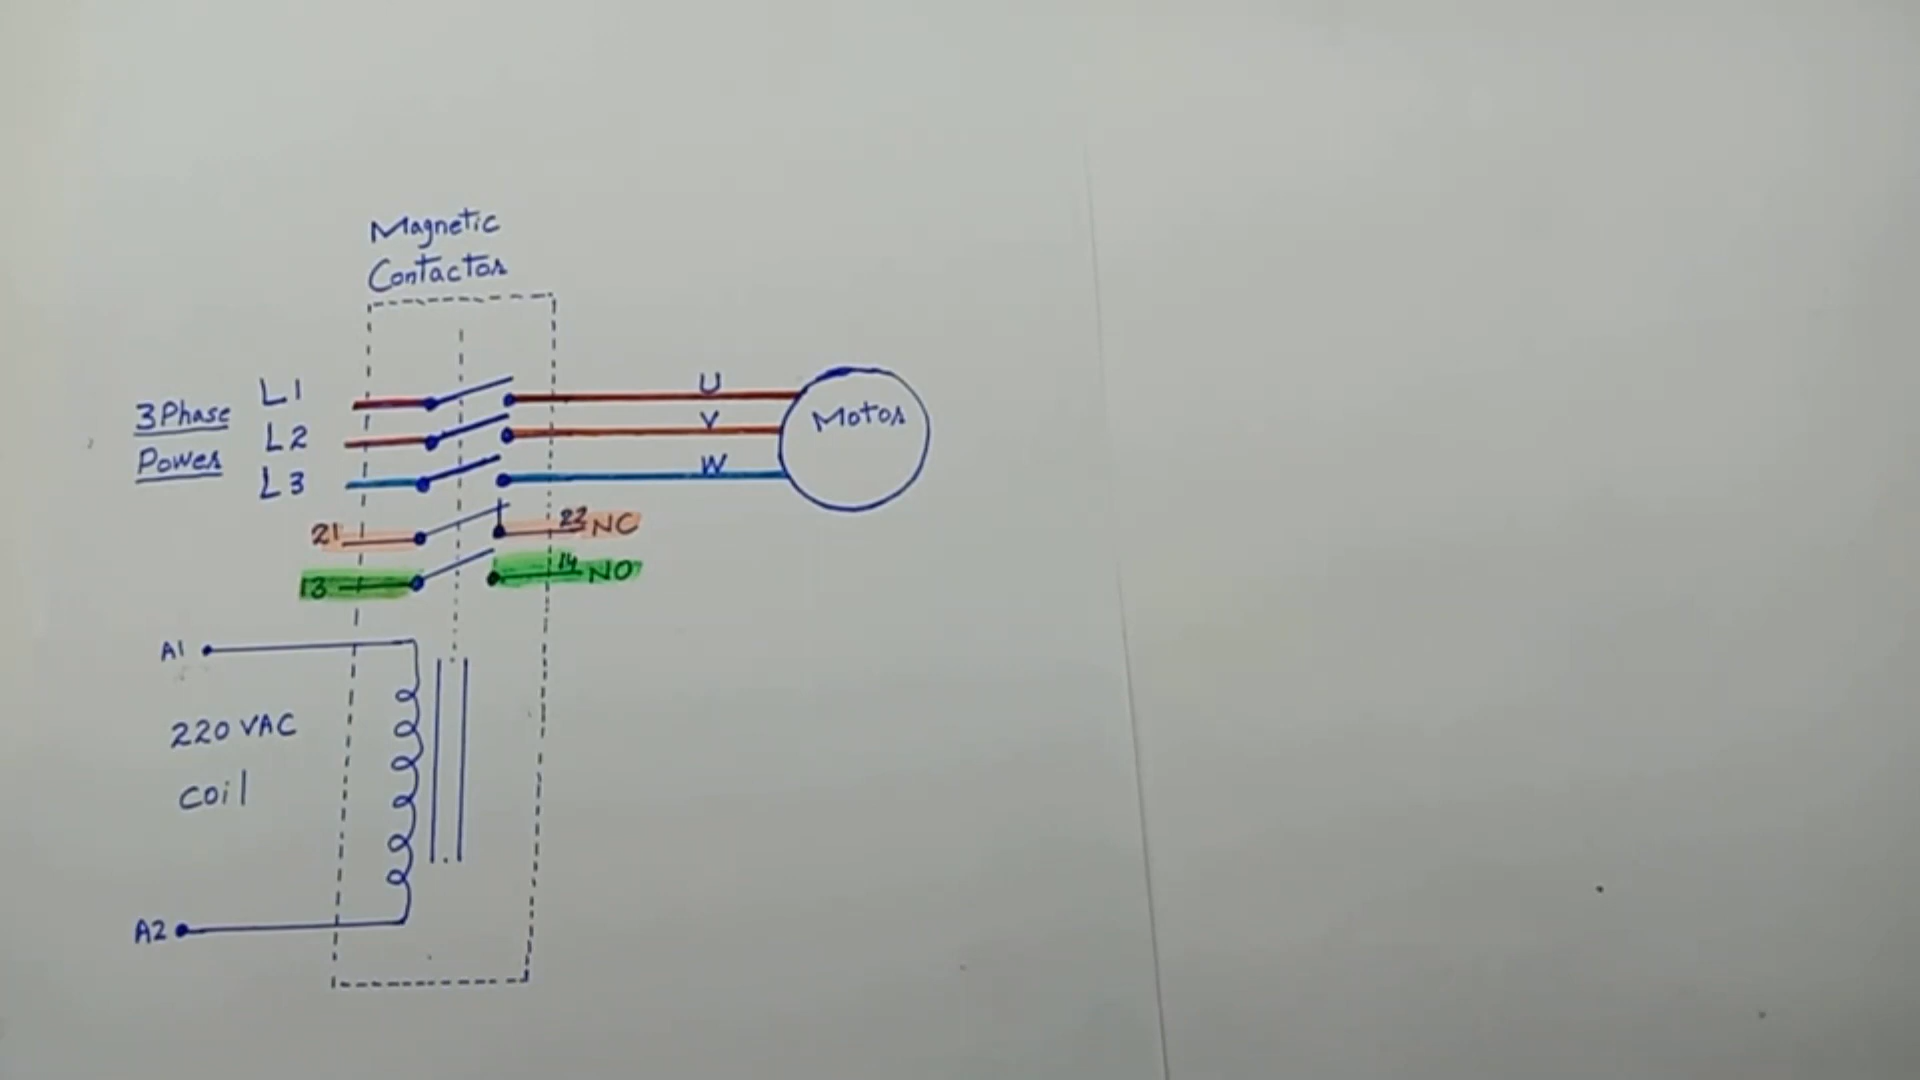 Magnetic
Contactor
3 Phase
Power
L1
L2
L3
U
V
W
Motor
21
22 NC
13
14 NO
A1
220 VAC
Coil
A2